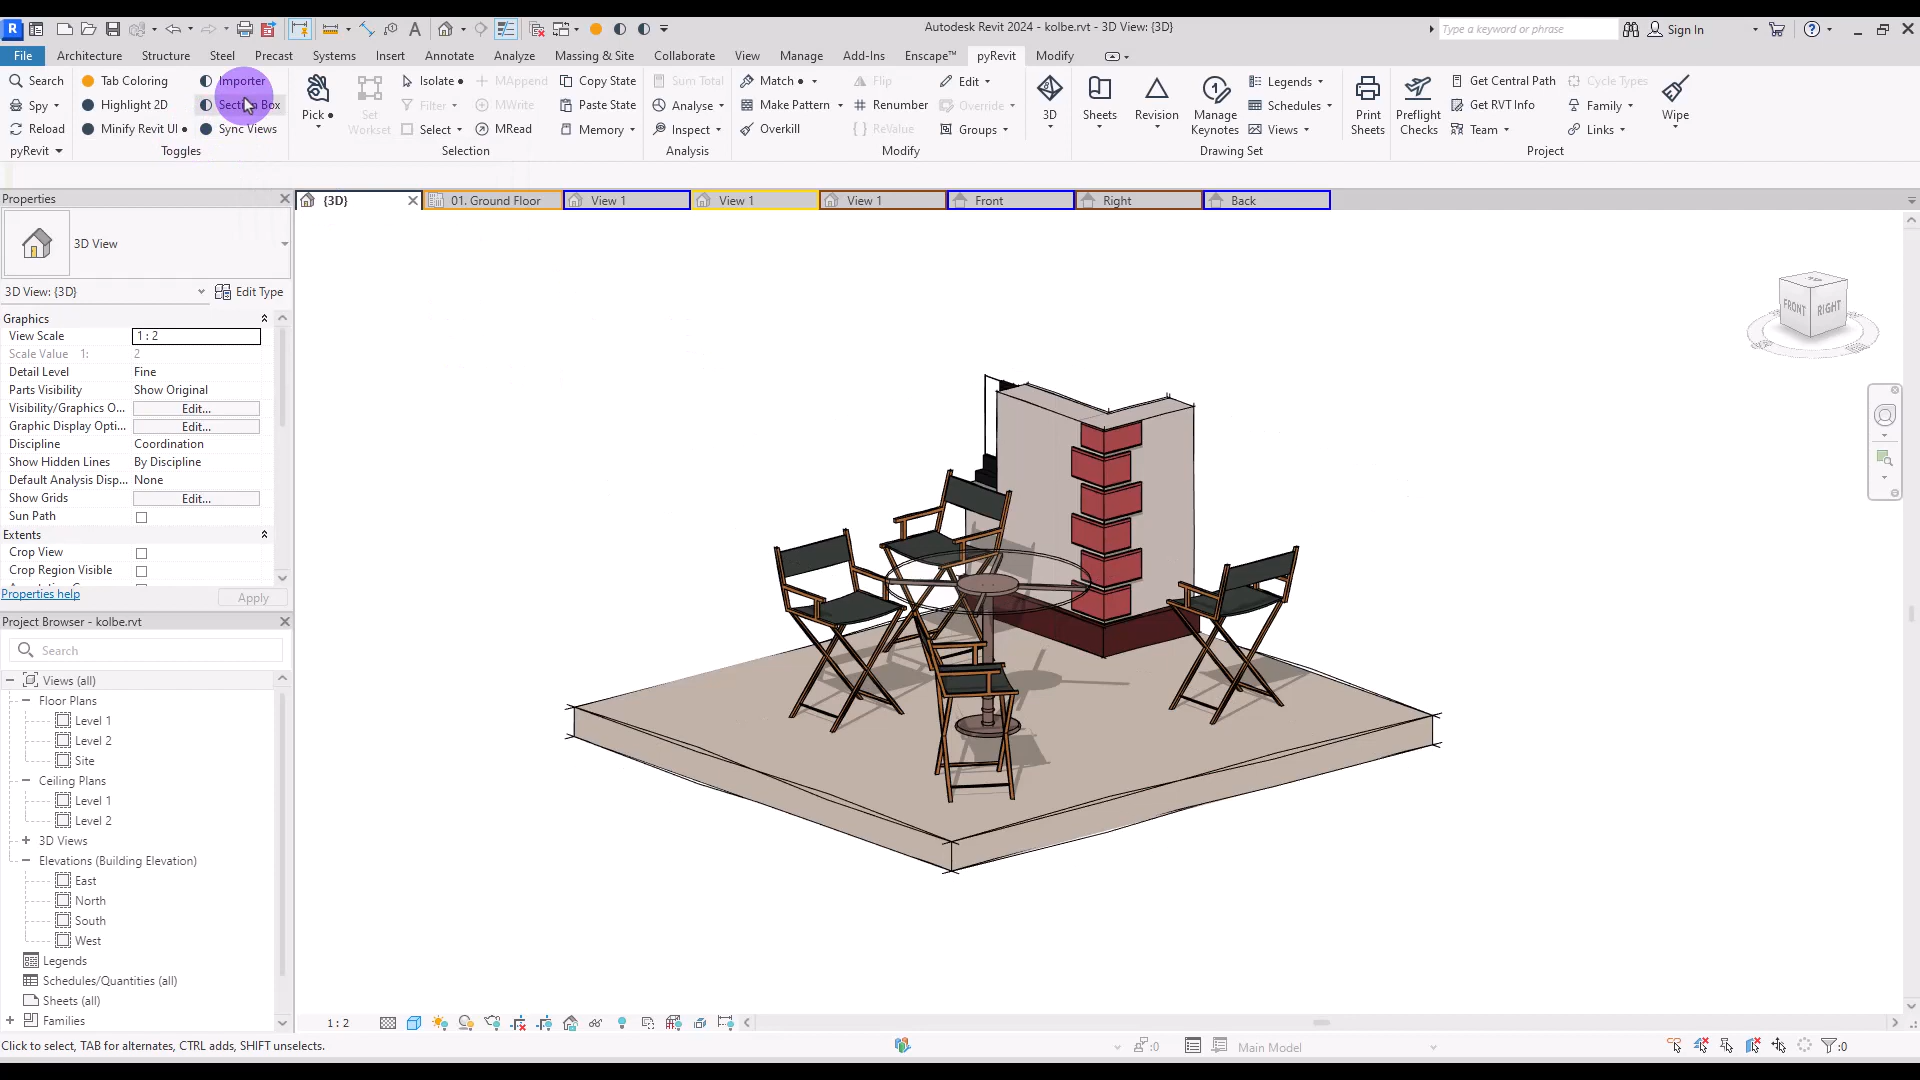 Autodesk Revit 2024 - kolbe.rvt - 3D View: {3D}
Type a keyword or phrase
Sign In
File Architecture Structure Steel Precast Systems Insert Annotate Analyze Massing & Site Collaborate View Manage Add-Ins Enscape™ pyRevit Modify
Search
Spy
Reload
pyRevit
Tab Coloring
Highlight 2D
Minify Revit UI
Importer
Section Box
Sync Views
Toggles
Pick
Set
Workset
Isolate
Filter
Select
MAppend
MWrite
MRead
Copy State
Paste State
Memory
Selection
Sum Total
Analyse
Inspect
Analysis
Match
Make Pattern
Overkill
Flip
Renumber
ReValue
Edit
Override
Groups
Modify
3D
Sheets
Revision
Manage
Keynotes
Legends
Schedules
Views
Drawing Set
Print
Sheets
Preflight
Checks
Get Central Path
Get RVT Info
Team
Cycle Types
Family
Links
Project
Wipe
Properties
{3D}
01. Ground Floor
View 1
View 1
View 1
Front
Right
Back
3D View
3D View: {3D}
Edit Type
Graphics
View Scale 1 : 2
Scale Value 1: 2
Detail Level Fine
Parts Visibility Show Original
Visibility/Graphics O... Edit...
Graphic Display Opti... Edit...
Discipline Coordination
Show Hidden Lines By Discipline
Default Analysis Disp... None
Show Grids Edit...
Sun Path
Extents
Crop View
Crop Region Visible
Properties help
Apply
Project Browser - kolbe.rvt
Search
Views (all)
Floor Plans
Level 1
Level 2
Site
Ceiling Plans
Level 1
Level 2
3D Views
Elevations (Building Elevation)
East
North
South
West
Legends
Schedules/Quantities (all)
Sheets (all)
Families
FRONT
RIGHT
1 : 2
Click to select, TAB for alternates, CTRL adds, SHIFT unselects.
:0
Main Model
:0